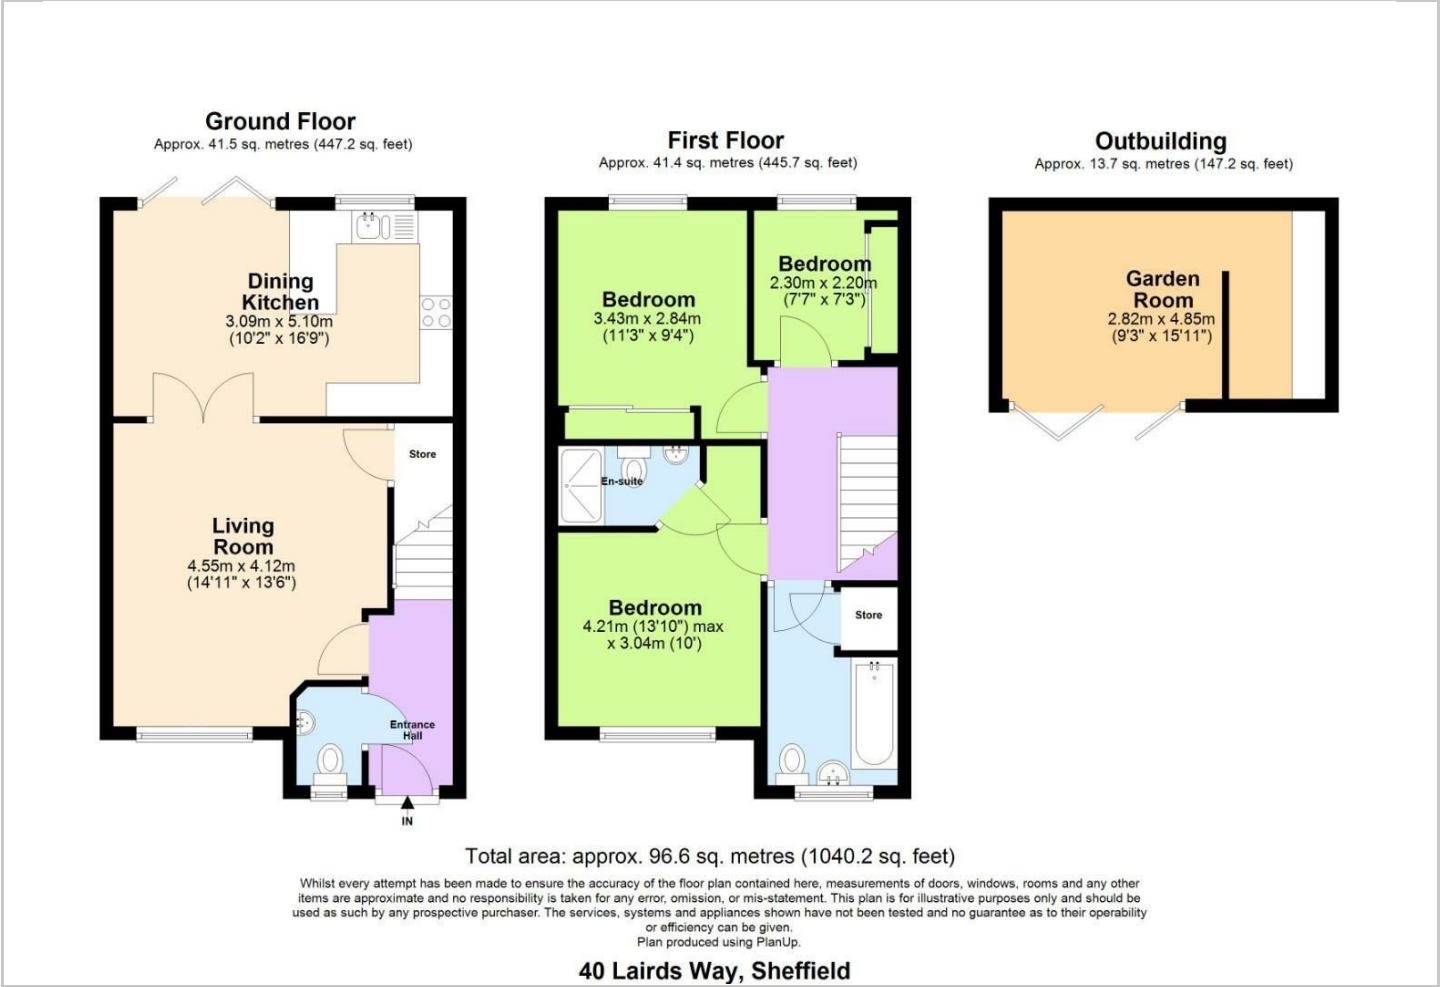 Ground Floor
Approx. 41.5 sq. metres (447.2 sq. feet)
Dining
Kitchen
3.09m x 5.10m
(10'2" x 16'9")
Store
Living
Room
4.55m x 4.12m
(14'11" x 13'6")
Entrance
Hall
IN
First Floor
Approx. 41.4 sq. metres (445.7 sq. feet)
Bedroom
3.43m x 2.84m
(11'3" x 9'4")
Bedroom
2.30m x 2.20m
(7'7" x 7'3")
En-suite
Bedroom
4.21m (13'10") max
x 3.04m (10')
Store
Outbuilding
Approx. 13.7 sq. metres (147.2 sq. feet)
Garden
Room
2.82m x 4.85m
(9'3" x 15'11")
Total area: approx. 96.6 sq. metres (1040.2 sq. feet)
Whilst every attempt has been made to ensure the accuracy of the floor plan contained here, measurements of doors, windows, rooms and any other
items are approximate and no responsibility is taken for any error, omission, or mis-statement. This plan is for illustrative purposes only and should be
used as such by any prospective purchaser. The services, systems and appliances shown have not been tested and no guarantee as to their operability
or efficiency can be given.
Plan produced using PlanUp.
40 Lairds Way, Sheffield